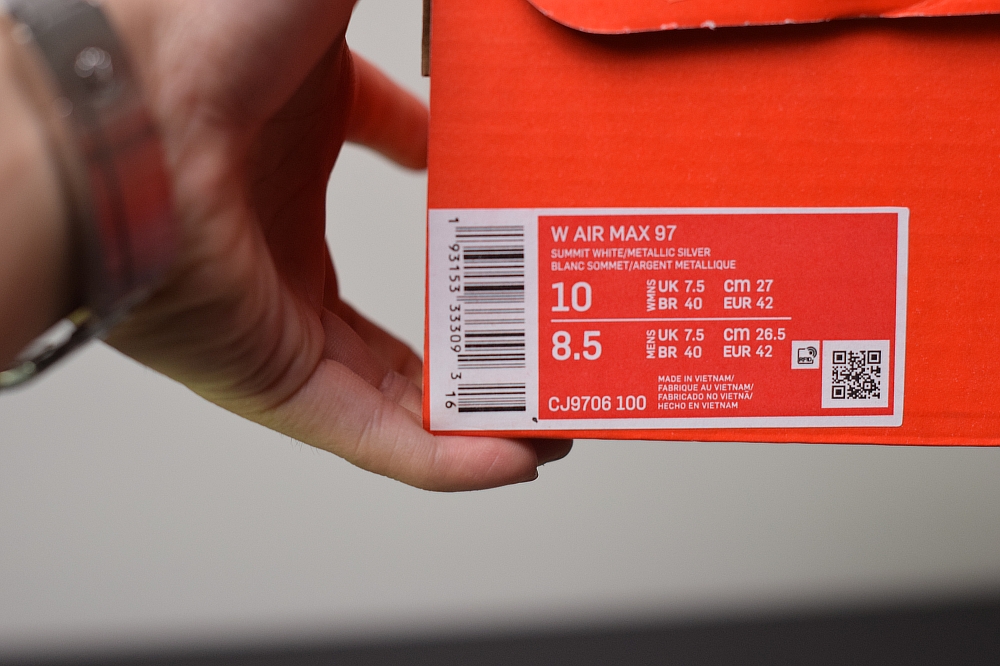 W AIR MAX 97
SUMMIT WHITE/METALLIC SILVER
BLANC SOMMET/ARGENT METALLIQUE
10 WMNS UK 7.5 cm 27
BR 40 EUR 42
8.5 MENS UK 7.5 cm 26.5
BR 40 EUR 42
RFID
MADE IN VIETNAM/
FABRIQUE AU VIETNAM/
FABRICADO NO VIETNÃ/
HECHO EN VIETNAM
CJ9706 100
1 93153 33309 3 16